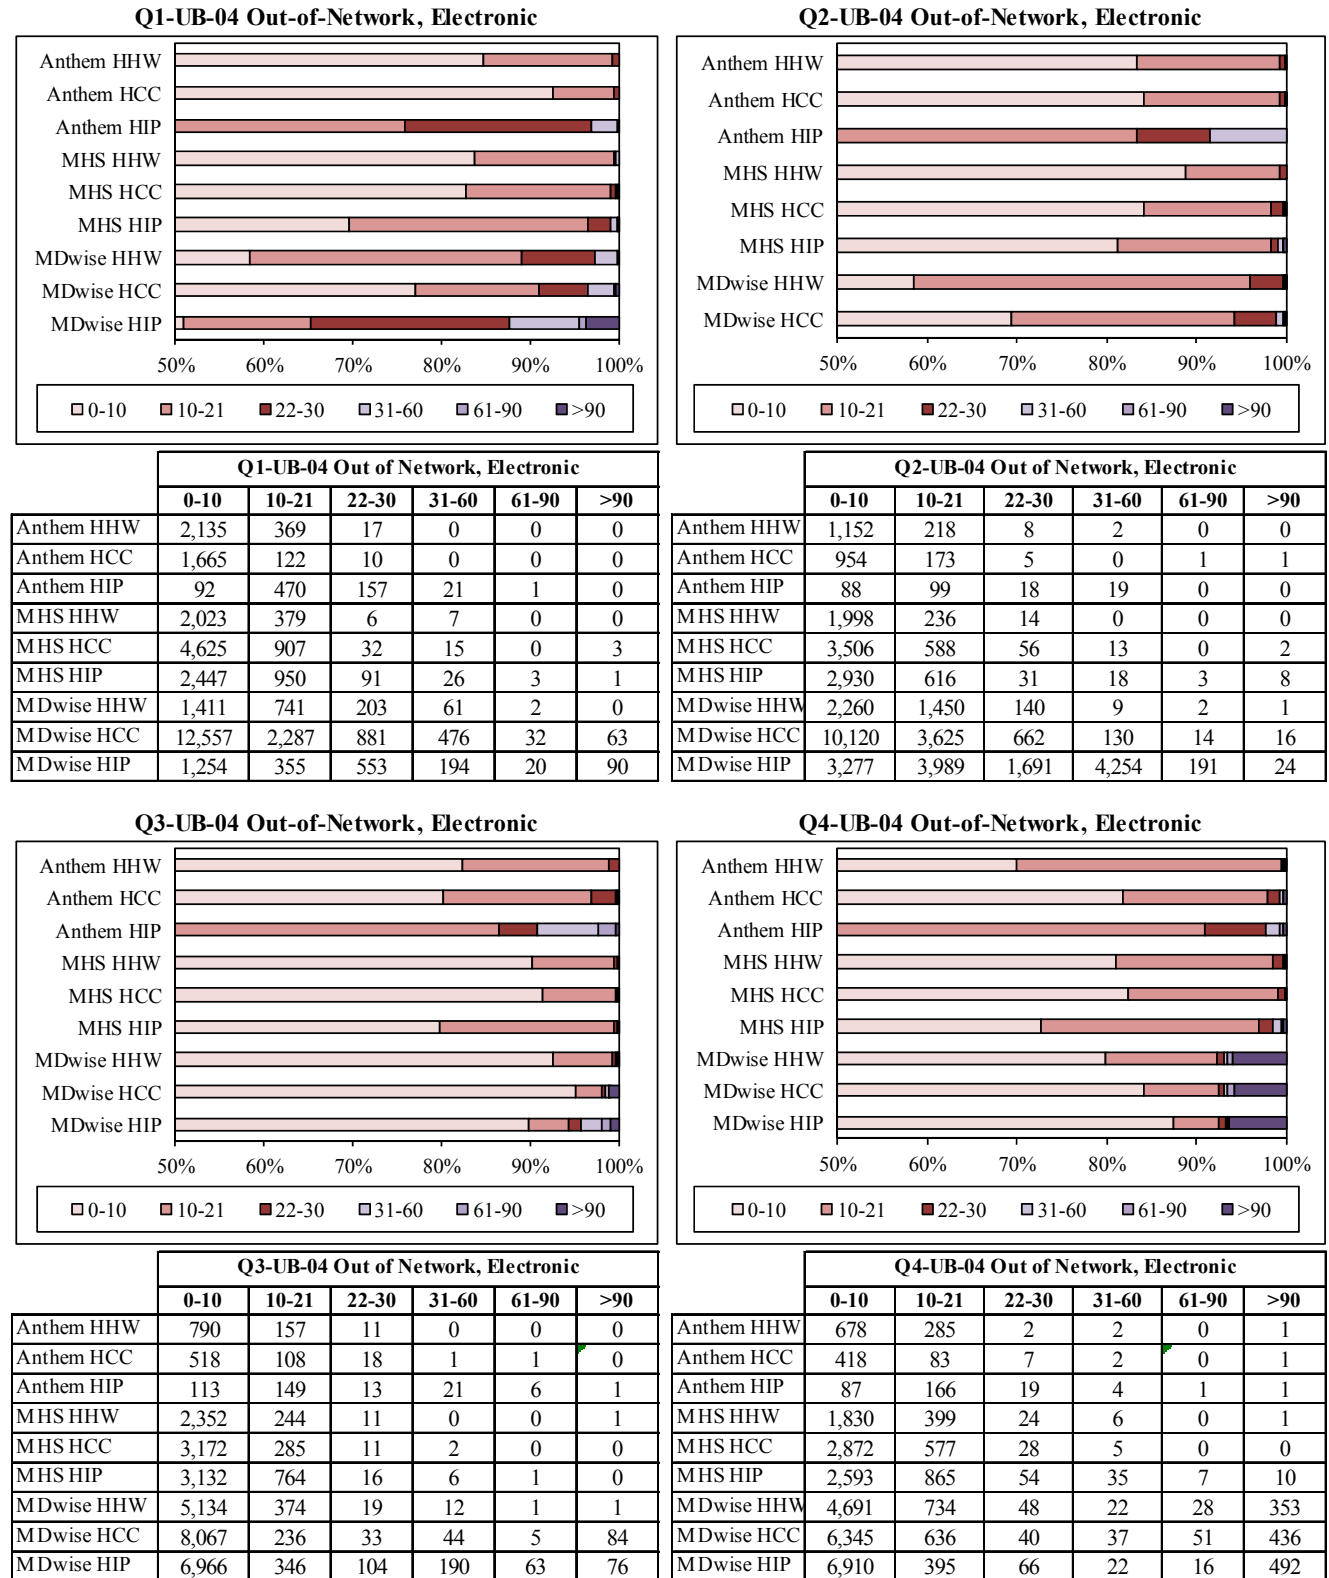 Q1-UB-04 Out-of-Network, Electronic
Anthem HHW
Anthem HCC
Anthem HIP
MHS HHW
MHS HCC
MHS HIP
MDwise HHW
MDwise HCC
MDwise HIP
50% 60% 70% 80% 90% 100%
0-10 10-21 22-30 31-60 61-90 >90
Q1-UB-04 Out of Network, Electronic
0-10 10-21 22-30 31-60 61-90 >90
Anthem HHW 2,135 369 17 0 0 0
Anthem HCC 1,665 122 10 0 0 0
Anthem HIP 92 470 157 21 1 0
MHS HHW 2,023 379 6 7 0 0
MHS HCC 4,625 907 32 15 0 3
MHS HIP 2,447 950 91 26 3 1
MDwise HHW 1,411 741 203 61 2 0
MDwise HCC 12,557 2,287 881 476 32 63
MDwise HIP 1,254 355 553 194 20 90
Q2-UB-04 Out-of-Network, Electronic
Anthem HHW
Anthem HCC
Anthem HIP
MHS HHW
MHS HCC
MHS HIP
MDwise HHW
MDwise HCC
50% 60% 70% 80% 90% 100%
0-10 10-21 22-30 31-60 61-90 >90
Q2-UB-04 Out of Network, Electronic
0-10 10-21 22-30 31-60 61-90 >90
Anthem HHW 1,152 218 8 2 0 0
Anthem HCC 954 173 5 0 1 1
Anthem HIP 88 99 18 19 0 0
MHS HHW 1,998 236 14 0 0 0
MHS HCC 3,506 588 56 13 0 2
MHS HIP 2,930 616 31 18 3 8
MDwise HHW 2,260 1,450 140 9 2 1
MDwise HCC 10,120 3,625 662 130 14 16
MDwise HIP 3,277 3,989 1,691 4,254 191 24
Q3-UB-04 Out-of-Network, Electronic
Anthem HHW
Anthem HCC
Anthem HIP
MHS HHW
MHS HCC
MHS HIP
MDwise HHW
MDwise HCC
MDwise HIP
50% 60% 70% 80% 90% 100%
0-10 10-21 22-30 31-60 61-90 >90
Q3-UB-04 Out of Network, Electronic
0-10 10-21 22-30 31-60 61-90 >90
Anthem HHW 790 157 11 0 0 0
Anthem HCC 518 108 18 1 1 0
Anthem HIP 113 149 13 21 6 1
MHS HHW 2,352 244 11 0 0 1
MHS HCC 3,172 285 11 2 0 0
MHS HIP 3,132 764 16 6 1 0
MDwise HHW 5,134 374 19 12 1 1
MDwise HCC 8,067 236 33 44 5 84
MDwise HIP 6,966 346 104 190 63 76
Q4-UB-04 Out-of-Network, Electronic
Anthem HHW
Anthem HCC
Anthem HIP
MHS HHW
MHS HCC
MHS HIP
MDwise HHW
MDwise HCC
MDwise HIP
50% 60% 70% 80% 90% 100%
0-10 10-21 22-30 31-60 61-90 >90
Q4-UB-04 Out of Network, Electronic
0-10 10-21 22-30 31-60 61-90 >90
Anthem HHW 678 285 2 2 0 1
Anthem HCC 418 83 7 2 0 1
Anthem HIP 87 166 19 4 1 1
MHS HHW 1,830 399 24 6 0 1
MHS HCC 2,872 577 28 5 0 0
MHS HIP 2,593 865 54 35 7 10
MDwise HHW 4,691 734 48 22 28 353
MDwise HCC 6,345 636 40 37 51 436
MDwise HIP 6,910 395 66 22 16 492